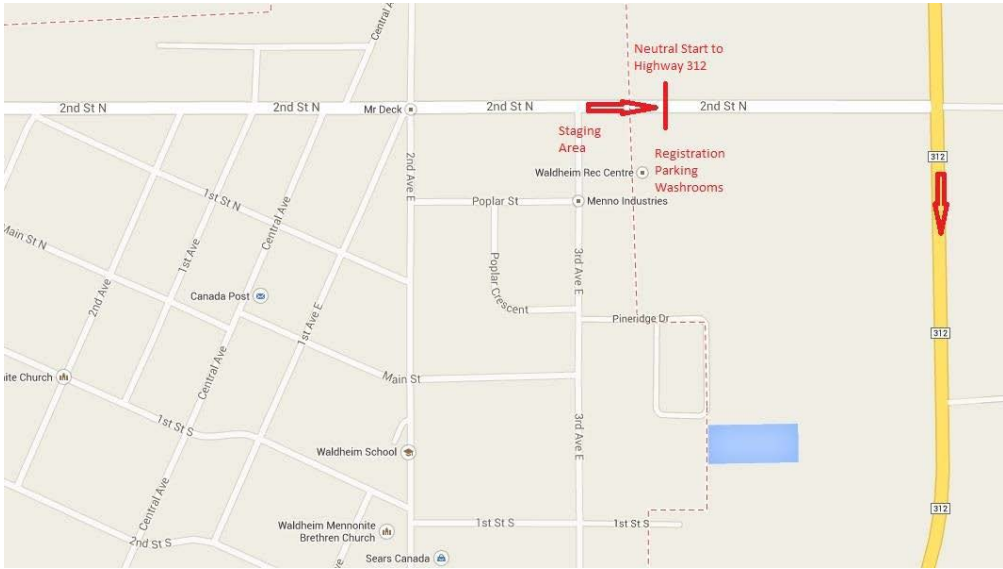 Central A
Neutral Start to
Highway 312
2nd St N
2nd St N
Mr Deck
2nd St N
2nd St N
Staging
Area
Registration
Parking
Washrooms
312
Waldheim Rec Centre
2nd Ave E
1st St N
Central Ave
Poplar St
Menno Industries
Main St N
1st Ave
Poplar Crescent
3rd Ave E
2nd Ave
Canada Post
1st Ave E
Pineridge Dr
312
Central Ave
Main St
ite Church
1st St S
3rd Ave E
Waldheim School
Central Ave
312
Waldheim Mennonite
Brethren Church
1st St S
1st St S
2nd St S
Sears Canada
ve